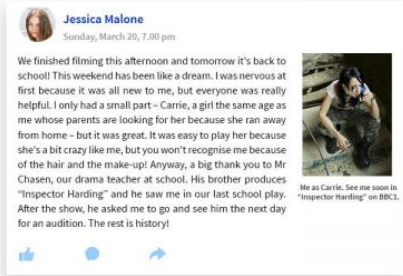 Jessica Malone
Sunday, March 20, 7.00 pm
We finished filming this afternoon and tomorrow it's back to
school! This weekend has been like a dream. I was nervous at
first because it was all new to me, but everyone was really
helpful. I only had a small part – Carrie, a girl the same age as
me whose parents are looking for her because she ran away
from home – but it was great. It was easy to play her because
she's a bit crazy like me, but you won't recognise me because
of the hair and the make-up! Anyway, a big thank you to Mr
Chasen, our drama teacher at school. His brother produces
"Inspector Harding" and he saw me in our last school play.
After the show, he asked me to go and see him the next day
for an audition. The rest is history!
Me as Carrie. See me soon in
"Inspector Harding" on BBC1.